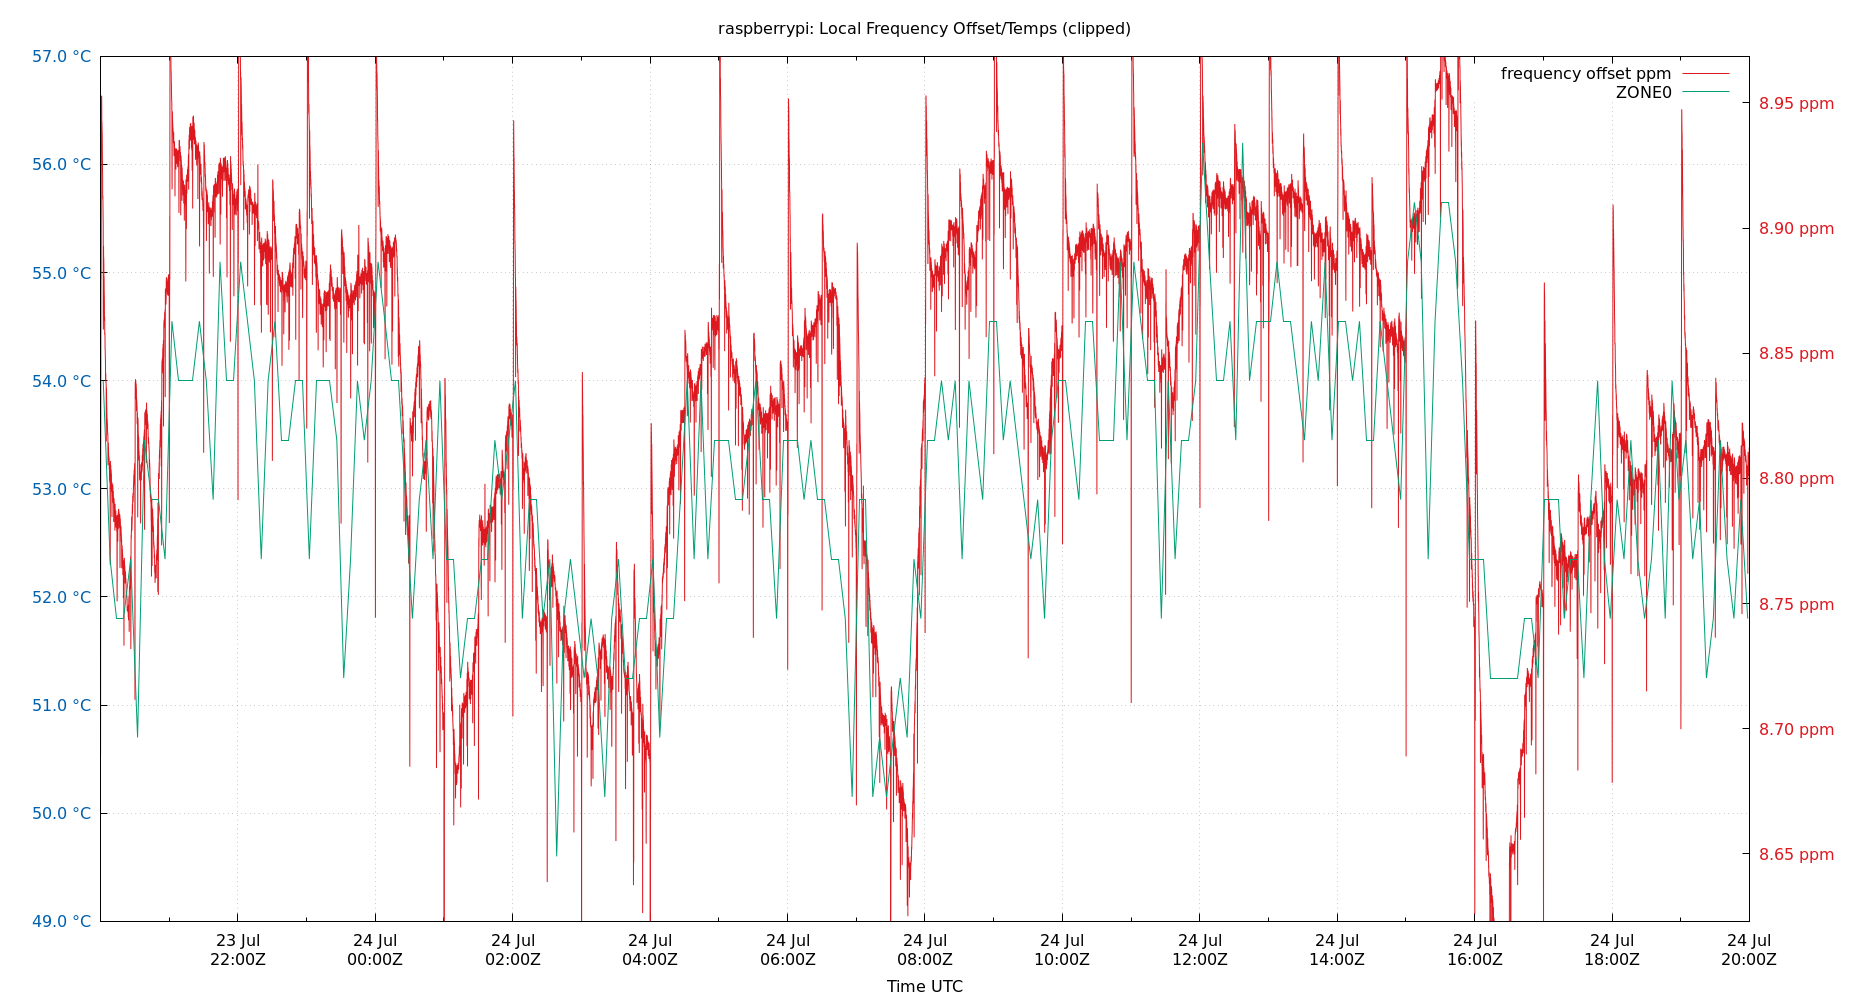 raspberrypi: Local Frequency Offset/Temps (clipped)
frequency offset ppm
ZONE0
57.0 °C
56.0 °C
55.0 °C
54.0 °C
53.0 °C
52.0 °C
51.0 °C
50.0 °C
49.0 °C
8.95 ppm
8.90 ppm
8.85 ppm
8.80 ppm
8.75 ppm
8.70 ppm
8.65 ppm
23 Jul
22:00Z
24 Jul
00:00Z
24 Jul
02:00Z
24 Jul
04:00Z
24 Jul
06:00Z
24 Jul
08:00Z
24 Jul
10:00Z
24 Jul
12:00Z
24 Jul
14:00Z
24 Jul
16:00Z
24 Jul
18:00Z
24 Jul
20:00Z
Time UTC